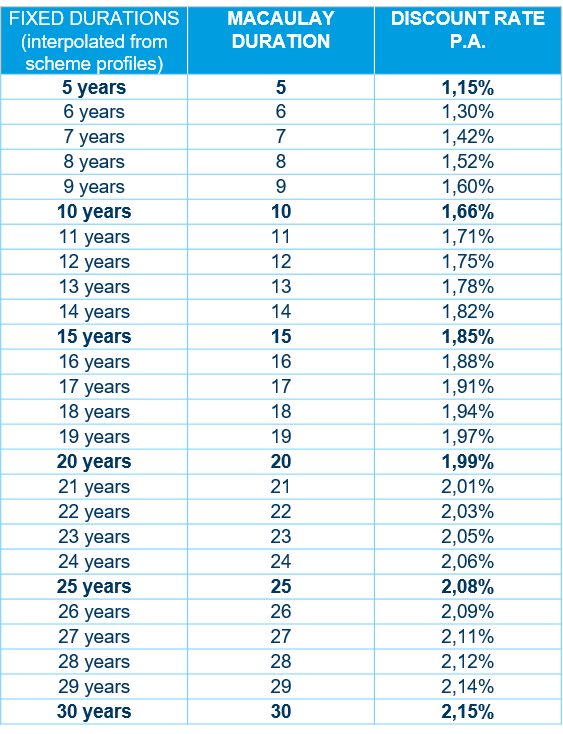 FIXED DURATIONS MACAULAY DISCOUNT RATE
(interpolated from DURATION P.A.
scheme profiles)
5 years 5 1,15%
6 years 6 1,30%
7 years 7 1,42%
8 years 8 1,52%
9 years 9 1,60%
10 years 10 1,66%
11 years 11 1,71%
12 years 12 1,75%
13 years 13 1,78%
14 years 14 1,82%
15 years 15 1,85%
16 years 16 1,88%
17 years 17 1,91%
18 years 18 1,94%
19 years 19 1,97%
20 years 20 1,99%
21 years 21 2,01%
22 years 22 2,03%
23 years 23 2,05%
24 years 24 2,06%
25 years 25 2,08%
26 years 26 2,09%
27 years 27 2,11%
28 years 28 2,12%
29 years 29 2,14%
30 years 30 2,15%